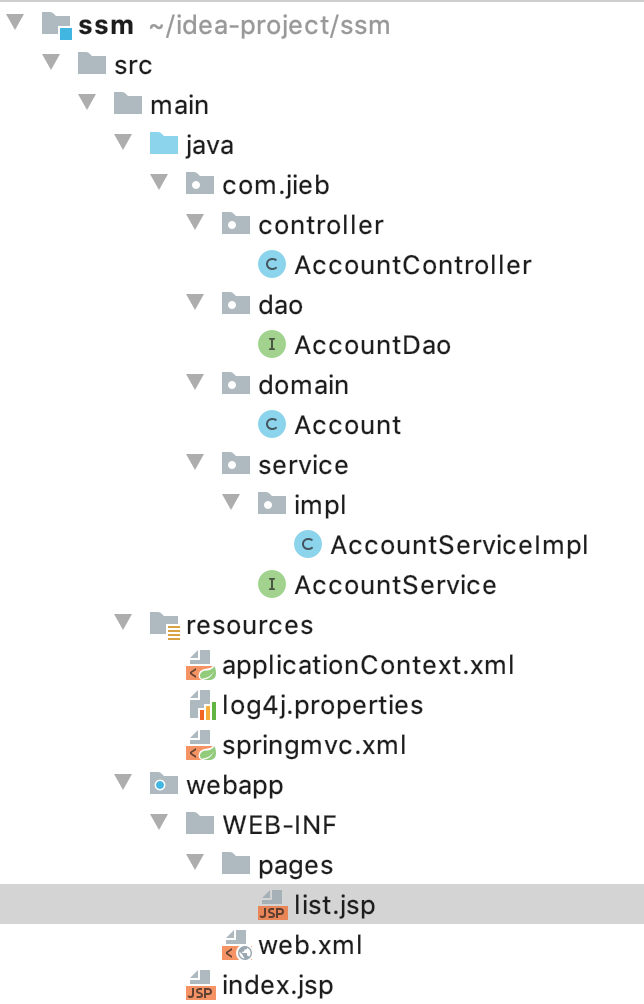 ssm ~/idea-project/ssm
src
main
java
com.jieb
controller
C AccountController
dao
I AccountDao
domain
C Account
service
impl
C AccountServiceImpl
I AccountService
resources
applicationContext.xml
log4j.properties
springmvc.xml
webapp
WEB-INF
pages
JSP list.jsp
web.xml
JSP index.jsp